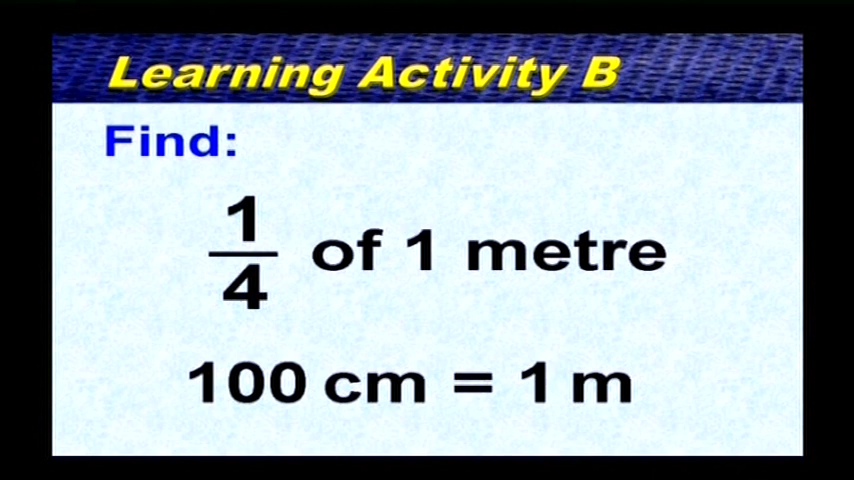 Learning Activity B
Find:
1/4 of 1 metre
100 cm = 1 m